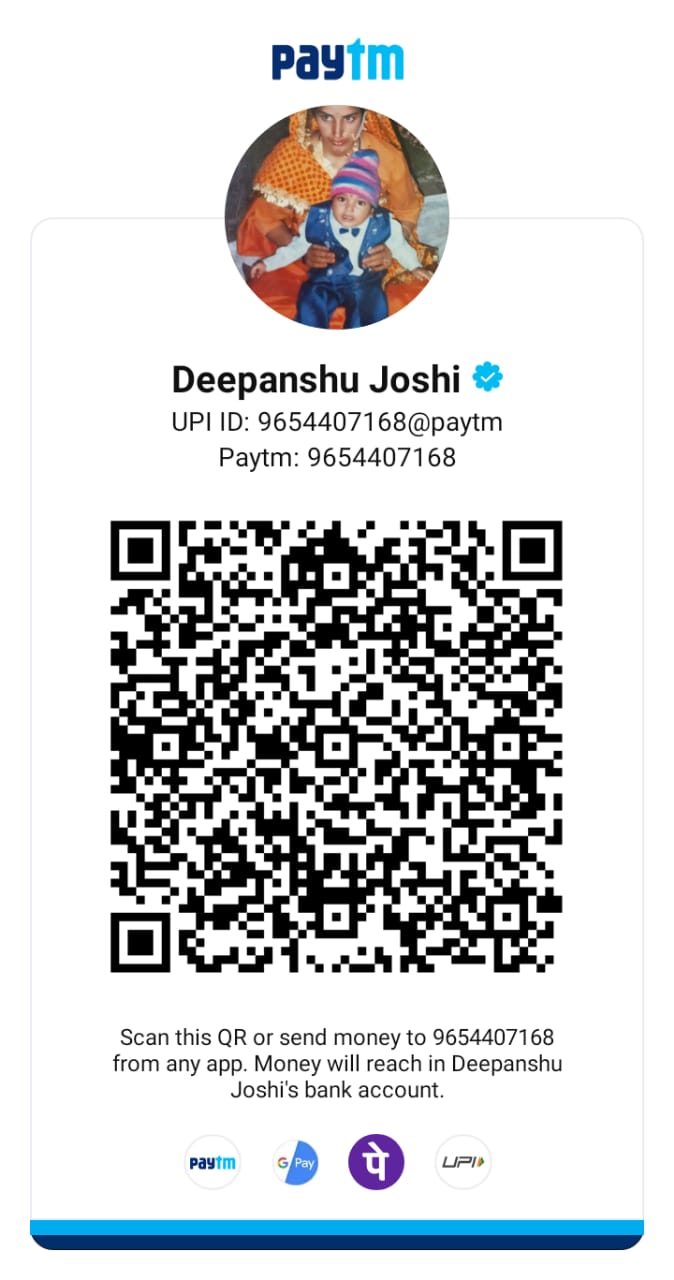 paytm
Deepanshu Joshi
UPI ID: 9654407168@paytm
Paytm: 9654407168
Scan this QR or send money to 9654407168
from any app. Money will reach in Deepanshu
Joshi's bank account.
paytm G Pay पे UPI